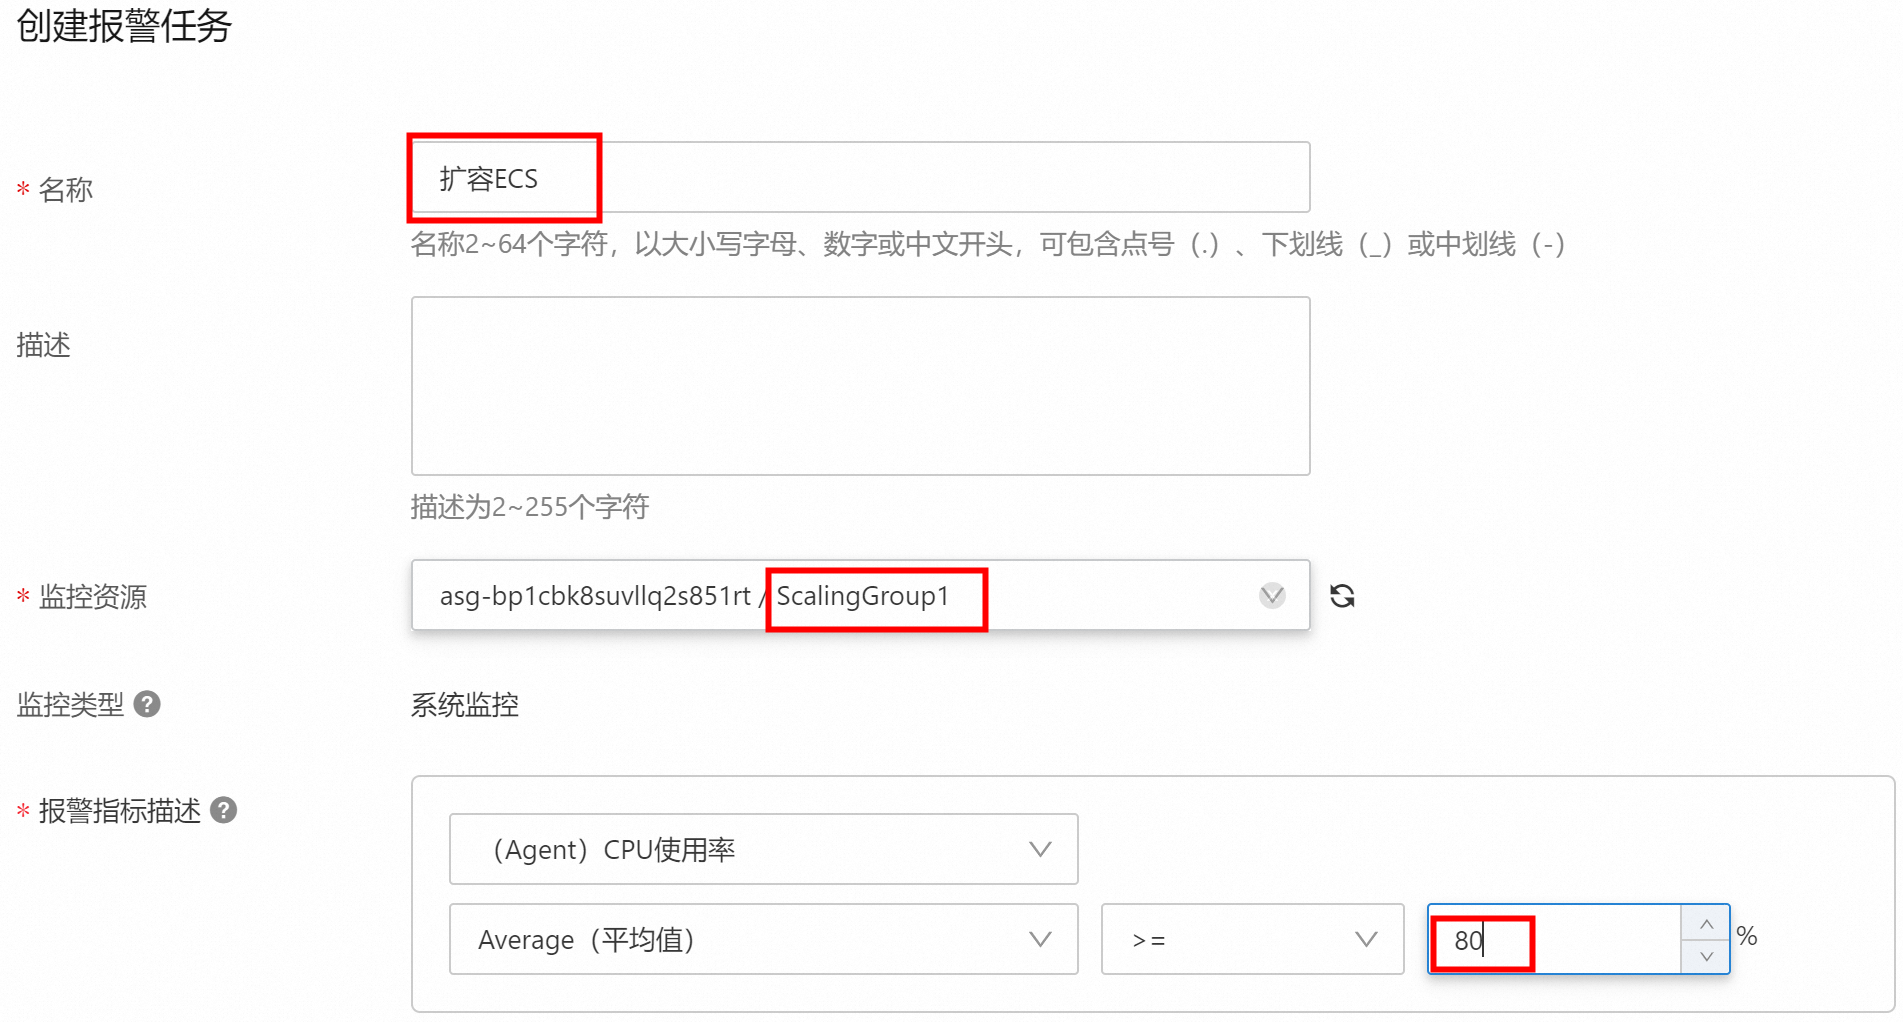 创建报警任务
* 名称
扩容ECS
名称2~64个字符，以大小写字母、数字或中文开头，可包含点号（.）、下划线（_）或中划线（-）
描述
描述为2~255个字符
* 监控资源
asg-bp1cbk8suvllq2s851rt / ScalingGroup1
监控类型 ?
系统监控
* 报警指标描述 ?
（Agent）CPU使用率
Average（平均值） >= 80 %